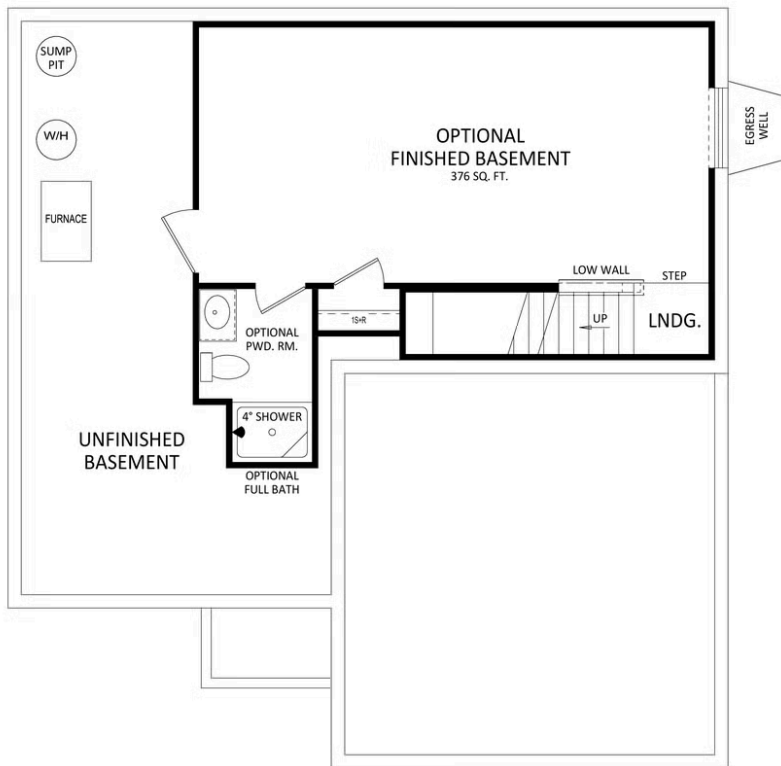 SUMP
PIT
W/H
FURNACE
OPTIONAL
FINISHED BASEMENT
376 SQ. FT.
EGRESS
WELL
LOW WALL
STEP
UP
LNDG.
1S+R
OPTIONAL
PWD. RM.
4° SHOWER
OPTIONAL
FULL BATH
UNFINISHED
BASEMENT